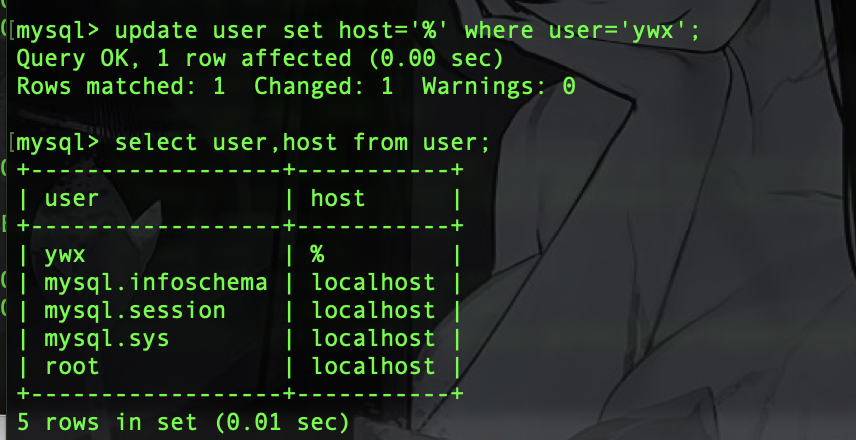 [mysql> update user set host='%' where user='ywx';
Query OK, 1 row affected (0.00 sec)
Rows matched: 1  Changed: 1  Warnings: 0
[mysql> select user,host from user;
+------------------+-----------+
| user             | host      |
+------------------+-----------+
| ywx              | %         |
| mysql.infoschema | localhost |
| mysql.session    | localhost |
| mysql.sys        | localhost |
| root             | localhost |
+------------------+-----------+
5 rows in set (0.01 sec)